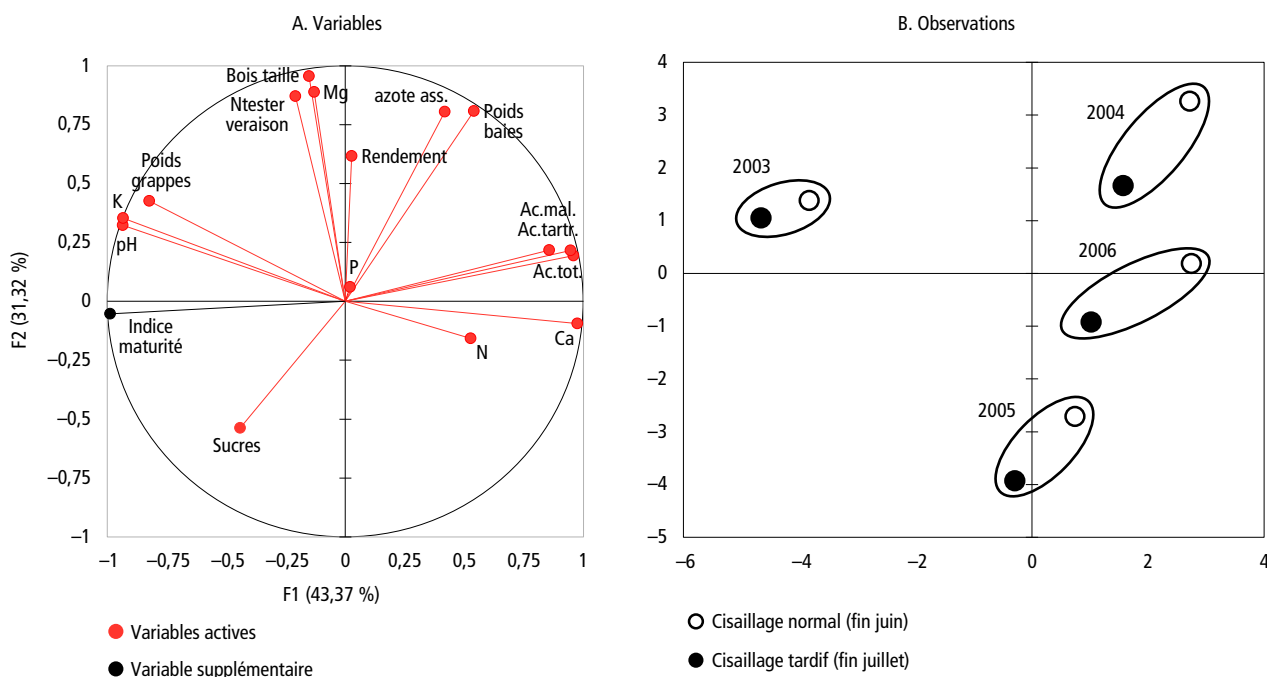 A. Variables
1
0,75
0,5
0,25
0
−0,25
−0,5
−0,75
−1
F2 (31,32 %)
Bois taille
Mg
Ntester
veraison
azote ass.
Poids
baies
Rendement
Poids
grappes
K
pH
Ac.mal.
Ac.tartr.
Ac.tot.
P
Indice
maturité
N
Ca
Sucres
−1
−0,75
−0,5
−0,25
0
0,25
0,5
0,75
1
F1 (43,37 %)
Variables actives
Variable supplémentaire
B. Observations
4
3
2
1
0
−1
−2
−3
−4
−5
2004
2003
2006
2005
−6
−4
−2
0
2
4
Cisaillage normal (fin juin)
Cisaillage tardif (fin juillet)